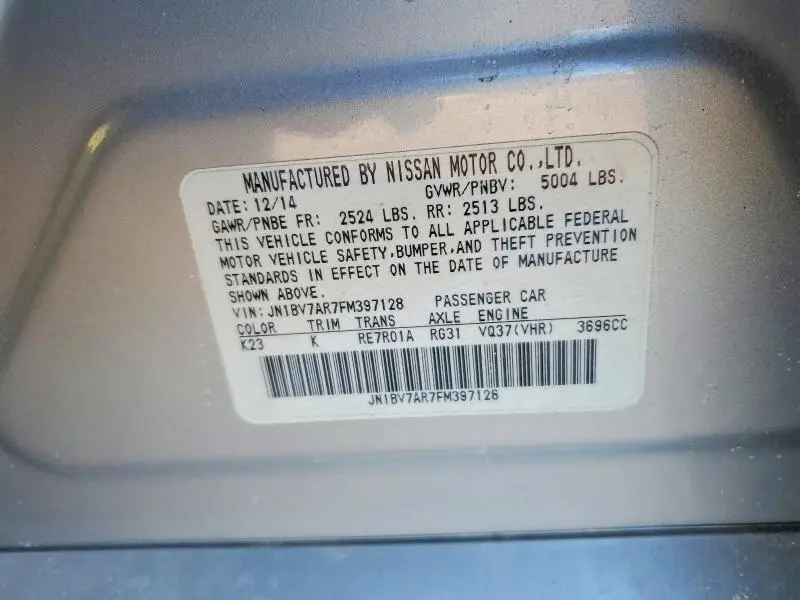 MANUFACTURED BY NISSAN MOTOR CO.,LTD.
DATE: 12/14 GVWR/PNBV: 5004 LBS.
GAWR/PNBE FR: 2524 LBS. RR: 2513 LBS.
THIS VEHICLE CONFORMS TO ALL APPLICABLE FEDERAL
MOTOR VEHICLE SAFETY,BUMPER,AND THEFT PREVENTION
STANDARDS IN EFFECT ON THE DATE OF MANUFACTURE
SHOWN ABOVE.
VIN: JN1BV7AR7FM397128 PASSENGER CAR
COLOR TRIM TRANS AXLE ENGINE
K23 K RE7R01A RG31 VQ37(VHR) 3696CC
JN1BV7AR7FM397128